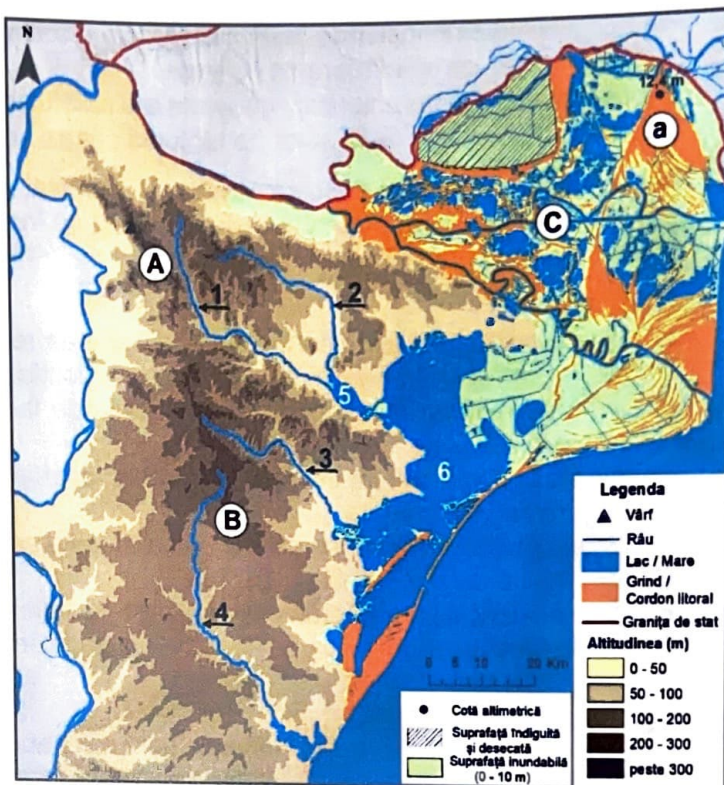 N
12,4 m
a
C
A
1
2
5
3
6
B
4
Legenda
Vârf
Râu
Lac / Mare
Grind /
Cordon litoral
Granița de stat
Altitudinea (m)
0 - 50
50 - 100
100 - 200
200 - 300
peste 300
0 5 10 20 Km
Cotă altimetrică
Suprafață îndiguită
și desecată
Suprafață inundabilă
(0 - 10 m)